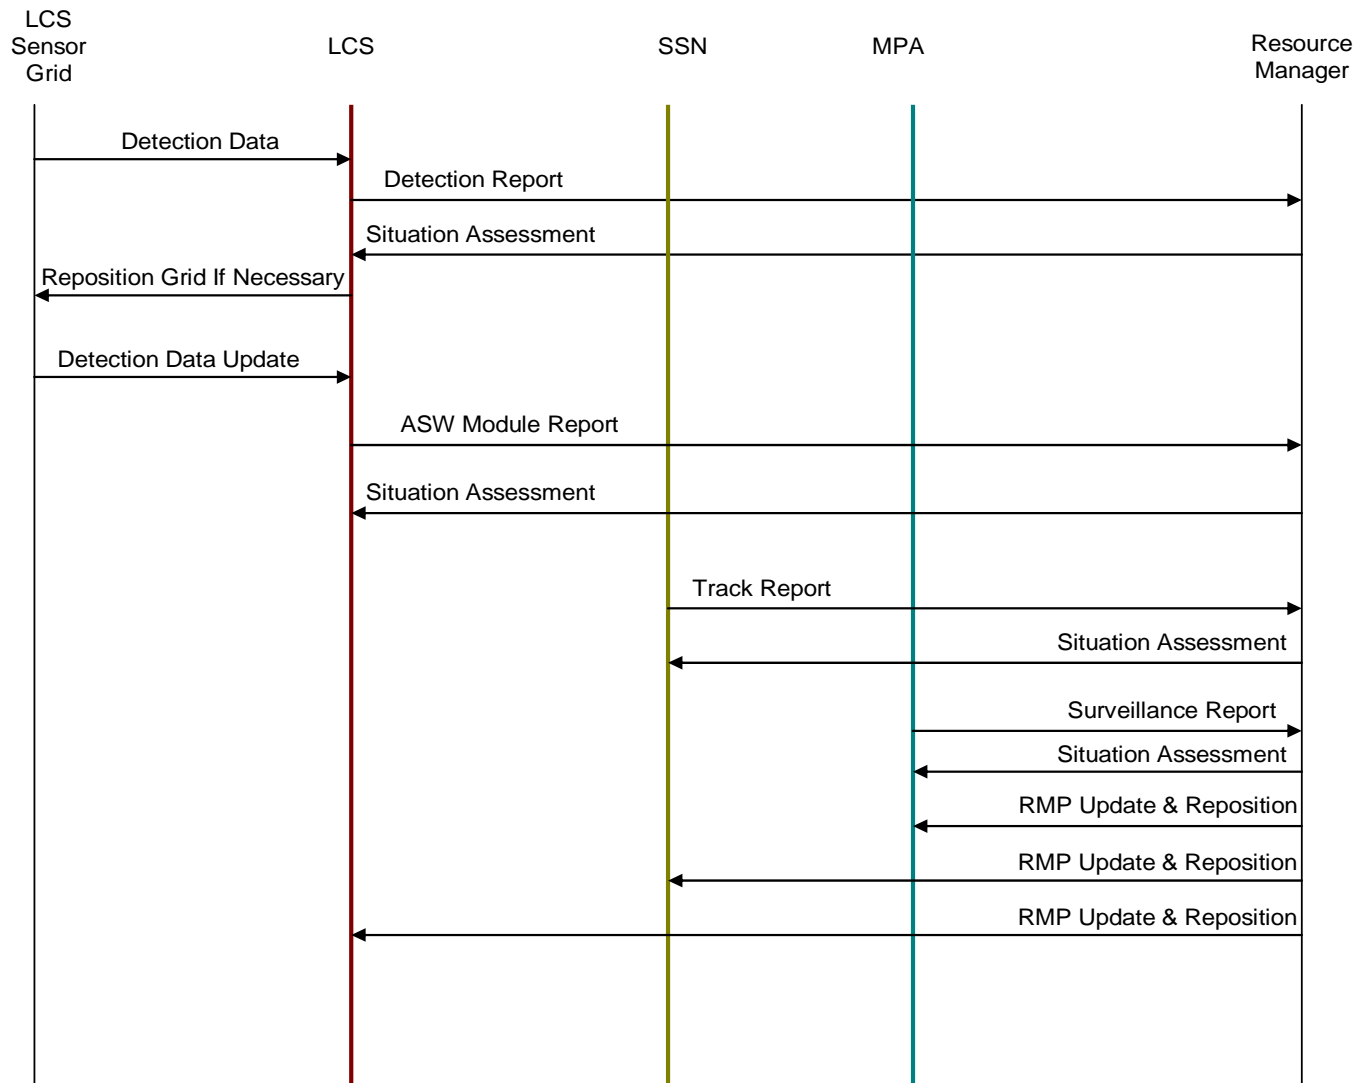 LCS
Sensor
Grid
LCS
SSN
MPA
Resource
Manager
Detection Data
Detection Report
Situation Assessment
Reposition Grid If Necessary
Detection Data Update
ASW Module Report
Situation Assessment
Track Report
Situation Assessment
Surveillance Report
Situation Assessment
RMP Update & Reposition
RMP Update & Reposition
RMP Update & Reposition